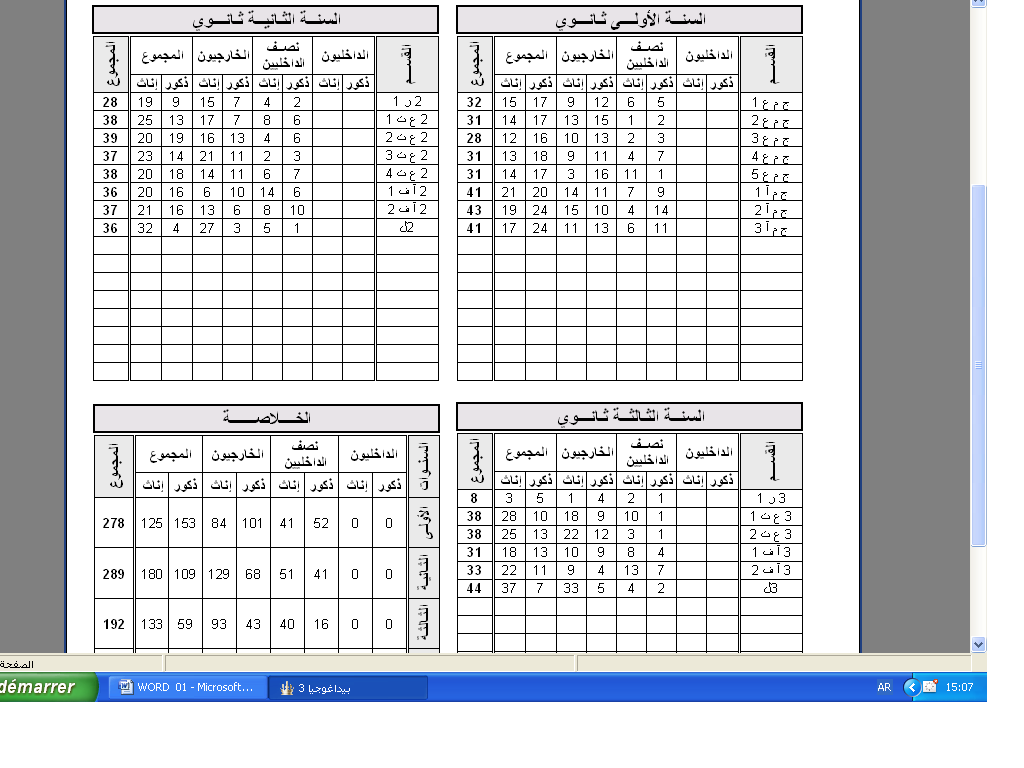 السنة الأولى ثانوي
القسم الداخليون نصف الداخليين الخارجيون المجموع المجموع
ذكور إناث ذكور إناث ذكور إناث ذكور إناث
ج م ع 1 5 6 12 9 17 15 32
ج م ع 2 2 1 15 13 17 14 31
ج م ع 3 3 2 13 10 16 12 28
ج م ع 4 7 4 11 9 18 13 31
ج م ع 5 1 11 16 3 17 14 31
ج م آ 1 9 7 11 14 20 21 41
ج م آ 2 14 4 10 15 24 19 43
ج م آ 3 11 6 13 11 24 17 41
السنة الثانية ثانوي
القسم الداخليون نصف الداخليين الخارجيون المجموع المجموع
ذكور إناث ذكور إناث ذكور إناث ذكور إناث
2 ر 1 2 4 7 15 9 19 28
2 ع ت 1 6 8 7 17 13 25 38
2 ع ت 2 6 4 13 16 19 20 39
2 ع ت 3 3 2 11 21 14 23 37
2 ع ت 4 7 6 11 14 18 20 38
2 آ ف 1 6 14 10 6 16 20 36
2 آ ف 2 10 8 6 13 16 21 37
2ل 1 5 3 27 4 32 36
السنة الثالثة ثانوي
القسم الداخليون نصف الداخليين الخارجيون المجموع المجموع
ذكور إناث ذكور إناث ذكور إناث ذكور إناث
3 ر 1 1 2 4 1 5 3 8
3 ع ت 1 1 10 9 18 10 28 38
3 ع ت 2 1 3 12 22 13 25 38
3 آ ف 1 4 8 9 10 13 18 31
3 آ ف 2 7 13 4 9 11 22 33
3ل 2 4 5 33 7 37 44
الخلاصة
السنوات الداخليون نصف الداخليين الخارجيون المجموع المجموع
ذكور إناث ذكور إناث ذكور إناث ذكور إناث
الأولى 0 0 52 41 101 84 153 125 278
الثانية 0 0 41 51 68 129 109 180 289
الثالثة 0 0 16 40 43 93 59 133 192
الصفحة
démarrer
WORD 01 - Microsoft...
بيداغوجيا 3
AR
15:07